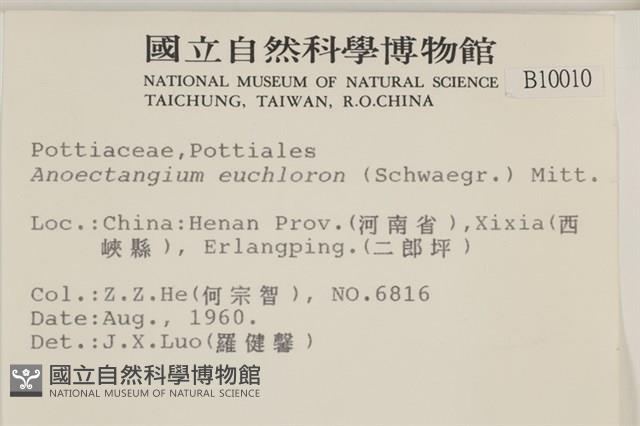 國立自然科學博物館
NATIONAL MUSEUM OF NATURAL SCIENCE
TAICHUNG, TAIWAN, R.O.CHINA
B10010
Pottiaceae,Pottiales
Anoectangium euchloron (Schwaegr.) Mitt.
Loc.:China:Henan Prov.(河南省),Xixia(西
峽縣), Erlangping.(二郎坪)
Col.:Z.Z.He(何宗智), NO.6816
Date:Aug., 1960.
Det.:J.X.Luo(羅健馨)
國立自然科學博物館
NATIONAL MUSEUM OF NATURAL SCIENCE